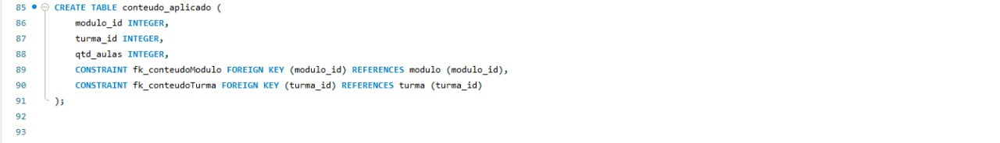 85 CREATE TABLE conteudo_aplicado (
86 modulo_id INTEGER,
87 turma_id INTEGER,
88 qtd_aulas INTEGER,
89 CONSTRAINT fk_conteudoModulo FOREIGN KEY (modulo_id) REFERENCES modulo (modulo_id),
90 CONSTRAINT fk_conteudoTurma FOREIGN KEY (turma_id) REFERENCES turma (turma_id)
91 );
92
93